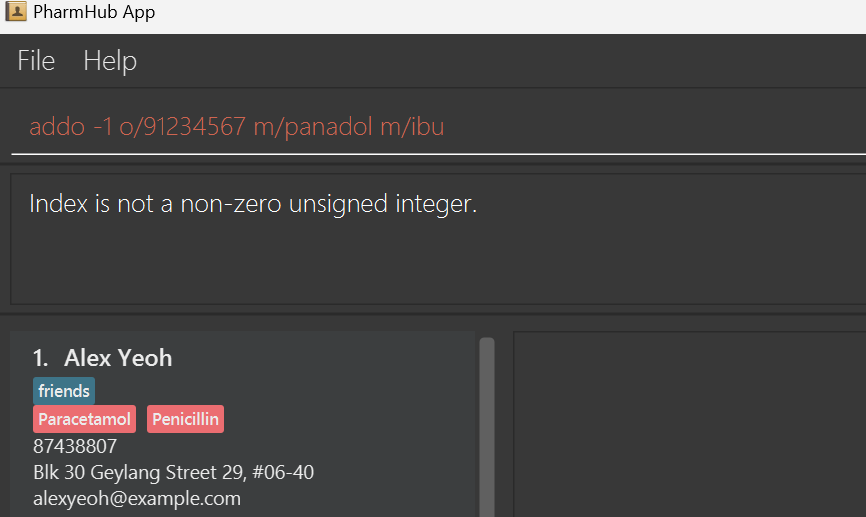 PharmHub App
File Help
addo -1 o/91234567 m/panadol m/ibu
Index is not a non-zero unsigned integer.
1. Alex Yeoh
friends
Paracetamol Penicillin
87438807
Blk 30 Geylang Street 29, #06-40
alexyeoh@example.com